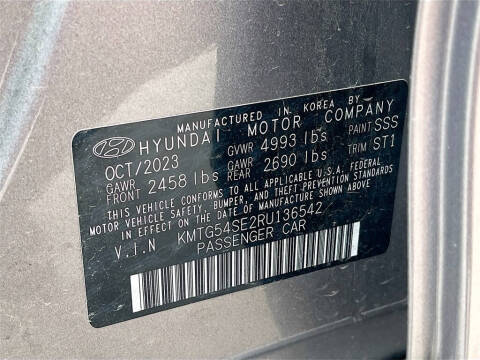 MANUFACTURED IN KOREA BY
HYUNDAI MOTOR COMPANY
OCT/2023 GVWR 4993 lbs PAINT SSS
GAWR FRONT 2458 lbs GAWR REAR 2690 lbs TRIM ST1
THIS VEHICLE CONFORMS TO ALL APPLICABLE U.S.A. FEDERAL
MOTOR VEHICLE SAFETY, BUMPER, AND THEFT PREVENTION
STANDARDS IN EFFECT ON THE DATE OF MANUFACTURE SHOWN ABOVE.
V.I.N KMTG54SE2RU136542
PASSENGER CAR